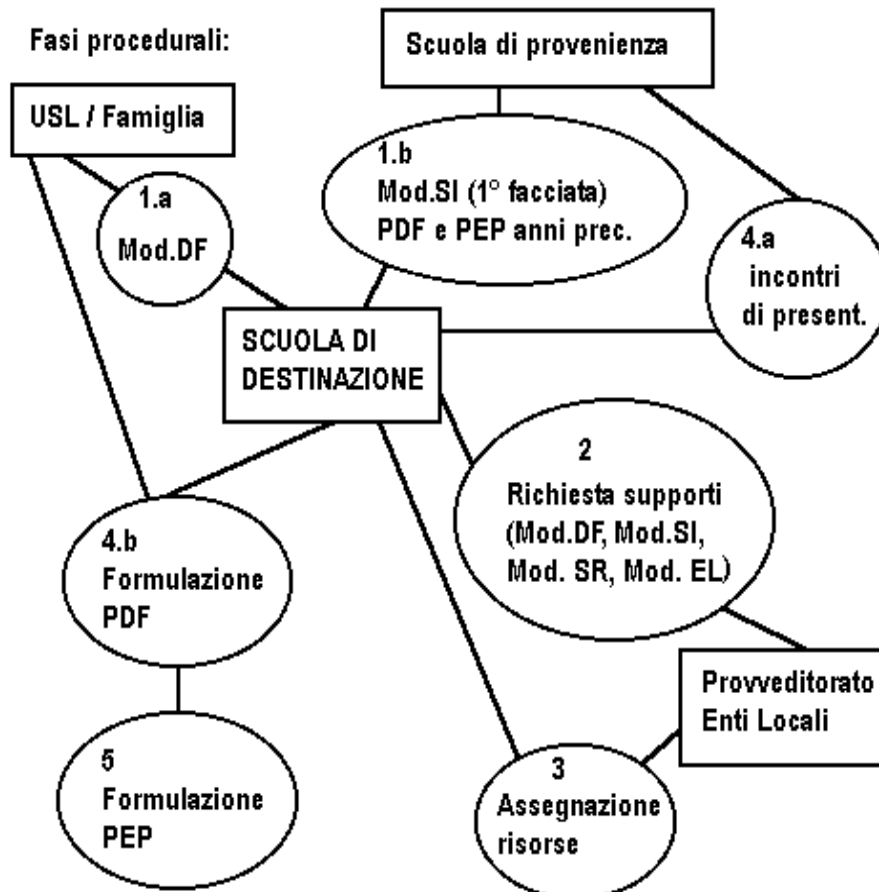 Fasi procedurali:
Scuola di provenienza
USL / Famiglia
1.a
Mod.DF
1.b
Mod.SI (1° facciata)
PDF e PEP anni prec.
4.a
incontri
di present.
SCUOLA DI
DESTINAZIONE
2
Richiesta supporti
(Mod.DF, Mod.SI,
Mod. SR, Mod. EL)
4.b
Formulazione
PDF
Provveditorato
Enti Locali
5
Formulazione
PEP
3
Assegnazione
risorse